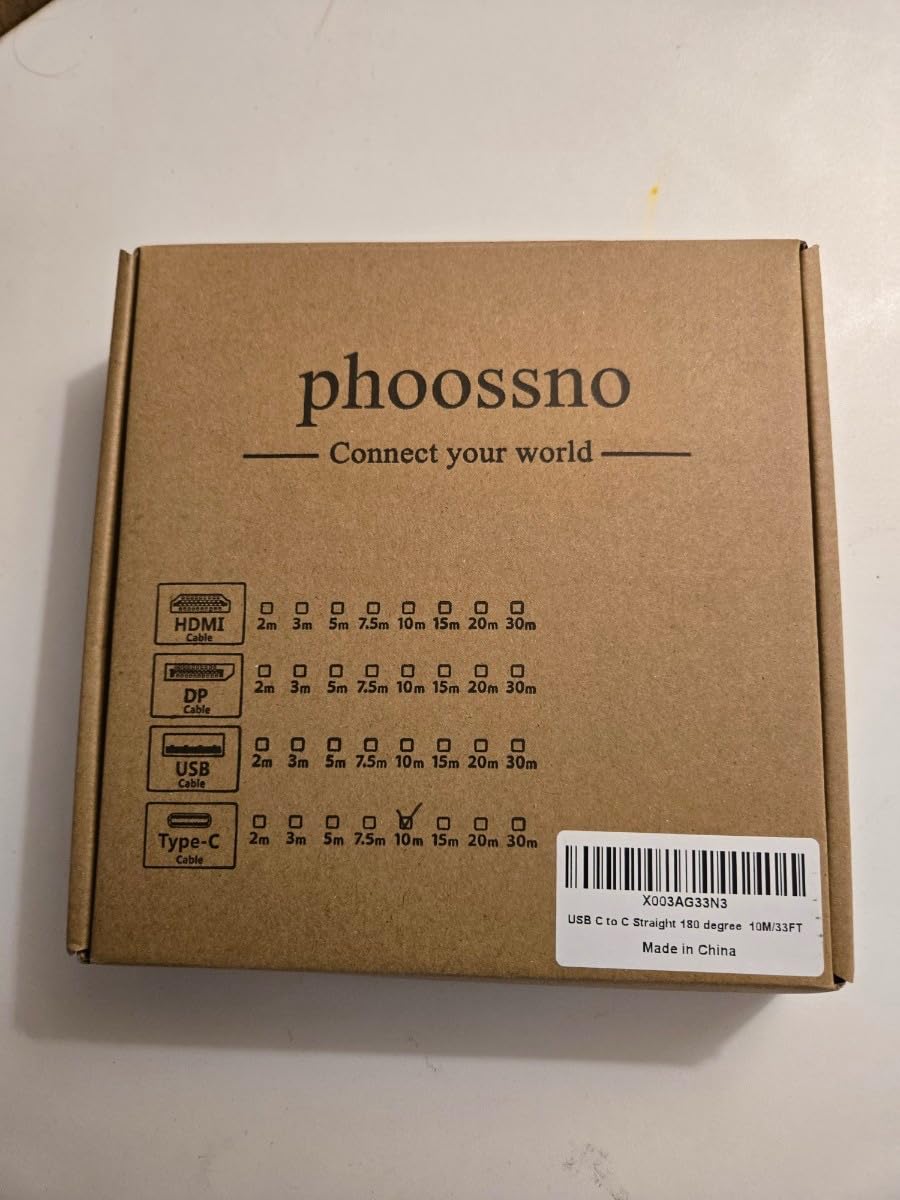 phoossno
Connect your world
HDMI
Cable
2m 3m 5m 7.5m 10m 15m 20m 30m
DP
Cable
2m 3m 5m 7.5m 10m 15m 20m 30m
USB
Cable
2m 3m 5m 7.5m 10m 15m 20m 30m
Type-C
Cable
2m 3m 5m 7.5m 10m 15m 20m 30m
X003AG33N3
USB C to C Straight 180 degree 10M/33FT
Made in China